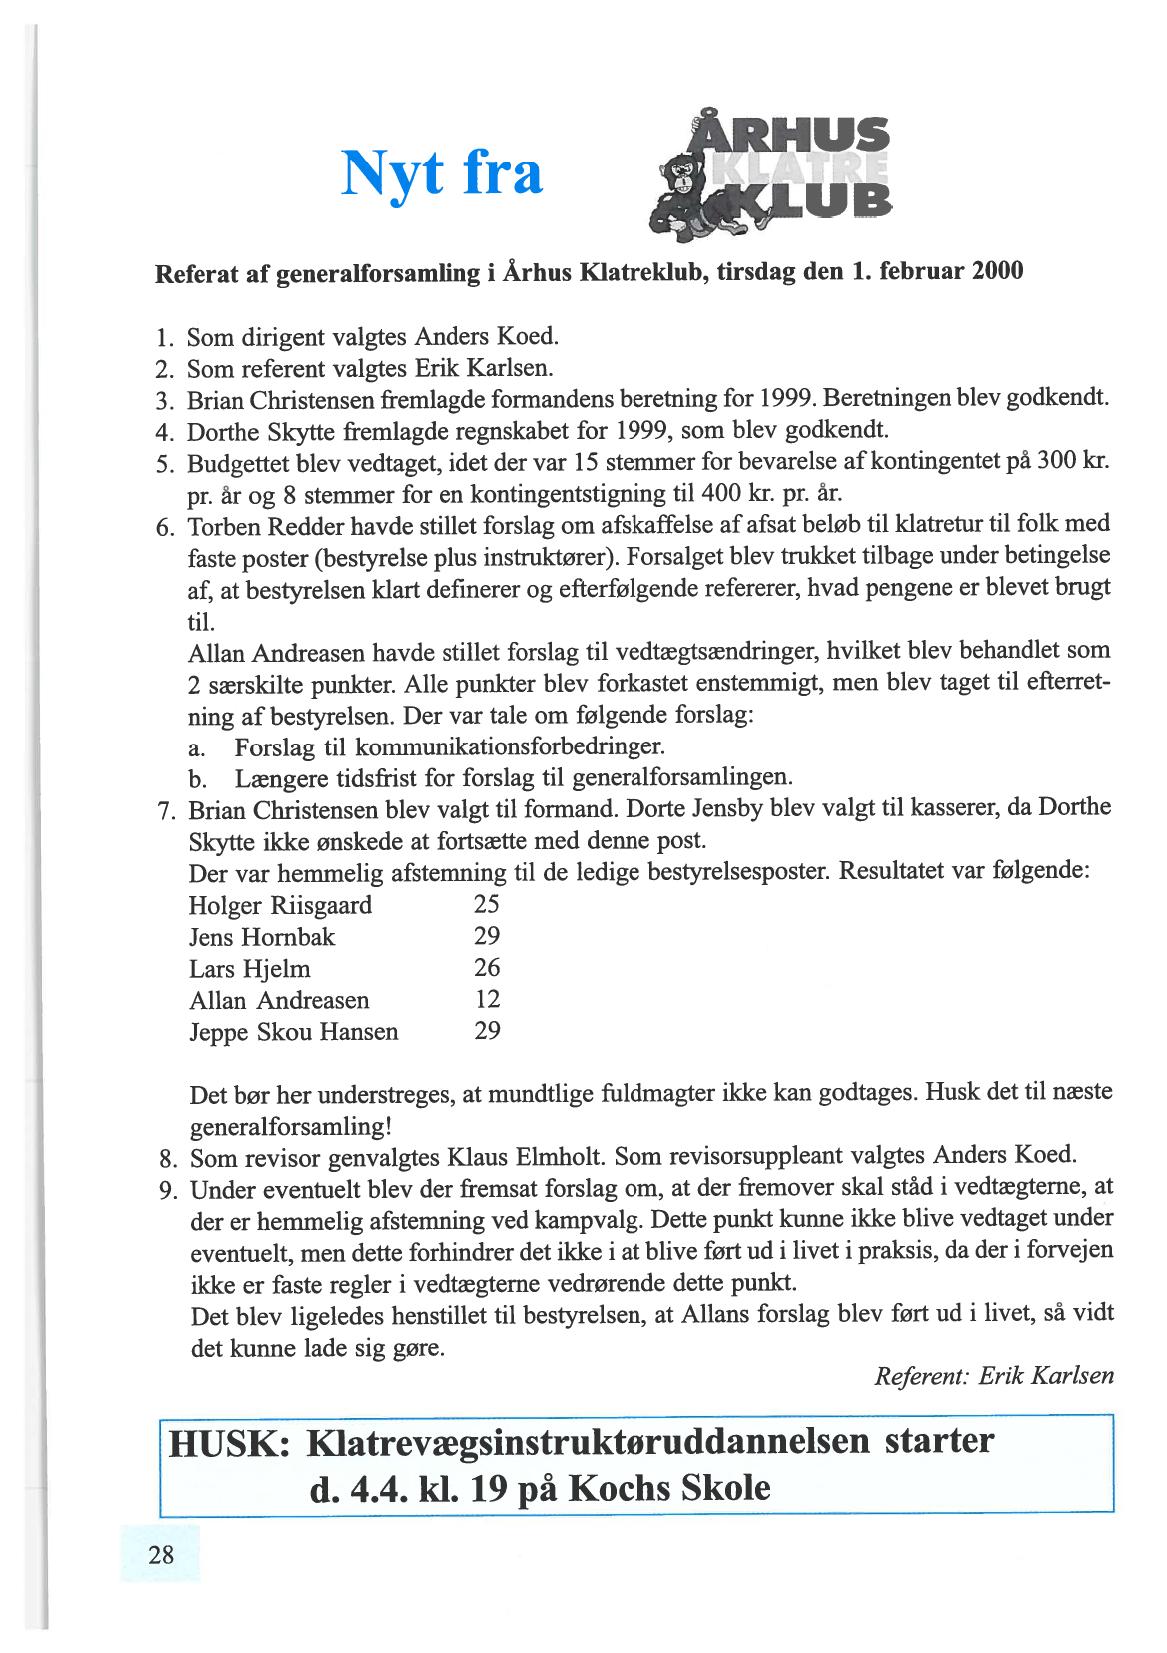 Nyt fra
ÅRHUS
KLATRE
KLUB
Referat af generalforsamling i Århus Klatreklub, tirsdag den 1. februar 2000
1. Som dirigent valgtes Anders Koed.
2. Som referent valgtes Erik Karlsen.
3. Brian Christensen fremlagde formandens beretning for 1999. Beretningen blev godkendt.
4. Dorthe Skytte fremlagde regnskabet for 1999, som blev godkendt.
5. Budgettet blev vedtaget, idet der var 15 stemmer for bevarelse af kontingentet på 300 kr.
pr. år og 8 stemmer for en kontingentstigning til 400 kr. pr. år.
6. Torben Redder havde stillet forslag om afskaffelse af afsat beløb til klatretur til folk med
faste poster (bestyrelse plus instruktører). Forsalget blev trukket tilbage under betingelse
af, at bestyrelsen klart definerer og efterfølgende refererer, hvad pengene er blevet brugt
til.
Allan Andreasen havde stillet forslag til vedtægtsændringer, hvilket blev behandlet som
2 særskilte punkter. Alle punkter blev forkastet enstemmigt, men blev taget til efterret-
ning af bestyrelsen. Der var tale om følgende forslag:
a. Forslag til kommunikationsforbedringer.
b. Længere tidsfrist for forslag til generalforsamlingen.
7. Brian Christensen blev valgt til formand. Dorte Jensby blev valgt til kasserer, da Dorthe
Skytte ikke ønskede at fortsætte med denne post.
Der var hemmelig afstemning til de ledige bestyrelsesposter. Resultatet var følgende:
Holger Riisgaard 25
Jens Hornbak 29
Lars Hjelm 26
Allan Andreasen 12
Jeppe Skou Hansen 29
Det bør her understreges, at mundtlige fuldmagter ikke kan godtages. Husk det til næste
generalforsamling!
8. Som revisor genvalgtes Klaus Elmholt. Som revisorsuppleant valgtes Anders Koed.
9. Under eventuelt blev der fremsat forslag om, at der fremover skal ståd i vedtægterne, at
der er hemmelig afstemning ved kampvalg. Dette punkt kunne ikke blive vedtaget under
eventuelt, men dette forhindrer det ikke i at blive ført ud i livet i praksis, da der i forvejen
ikke er faste regler i vedtægterne vedrørende dette punkt.
Det blev ligeledes henstillet til bestyrelsen, at Allans forslag blev ført ud i livet, så vidt
det kunne lade sig gøre.
Referent: Erik Karlsen
HUSK: Klatrevægsinstruktøruddannelsen starter
d. 4.4. kl. 19 på Kochs Skole
28